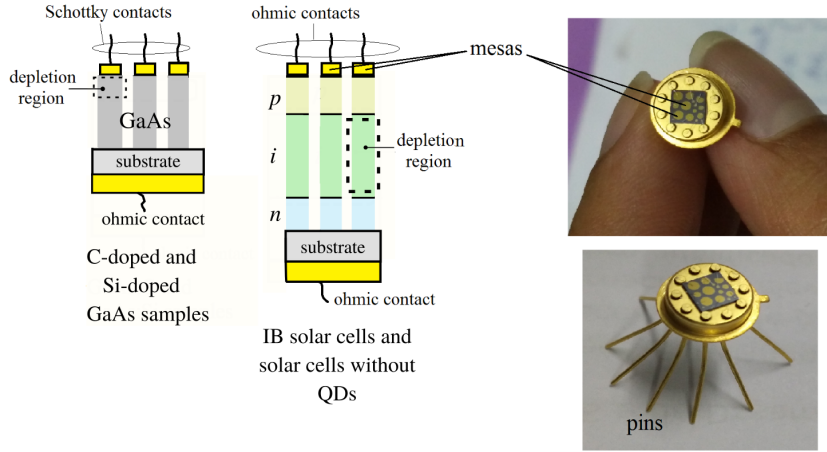 Schottky contacts
depletion
region
GaAs
substrate
ohmic contact
C-doped and
Si-doped
GaAs samples
ohmic contacts
mesas
p
i
n
depletion
region
substrate
ohmic contact
IB solar cells and
solar cells without
QDs
pins